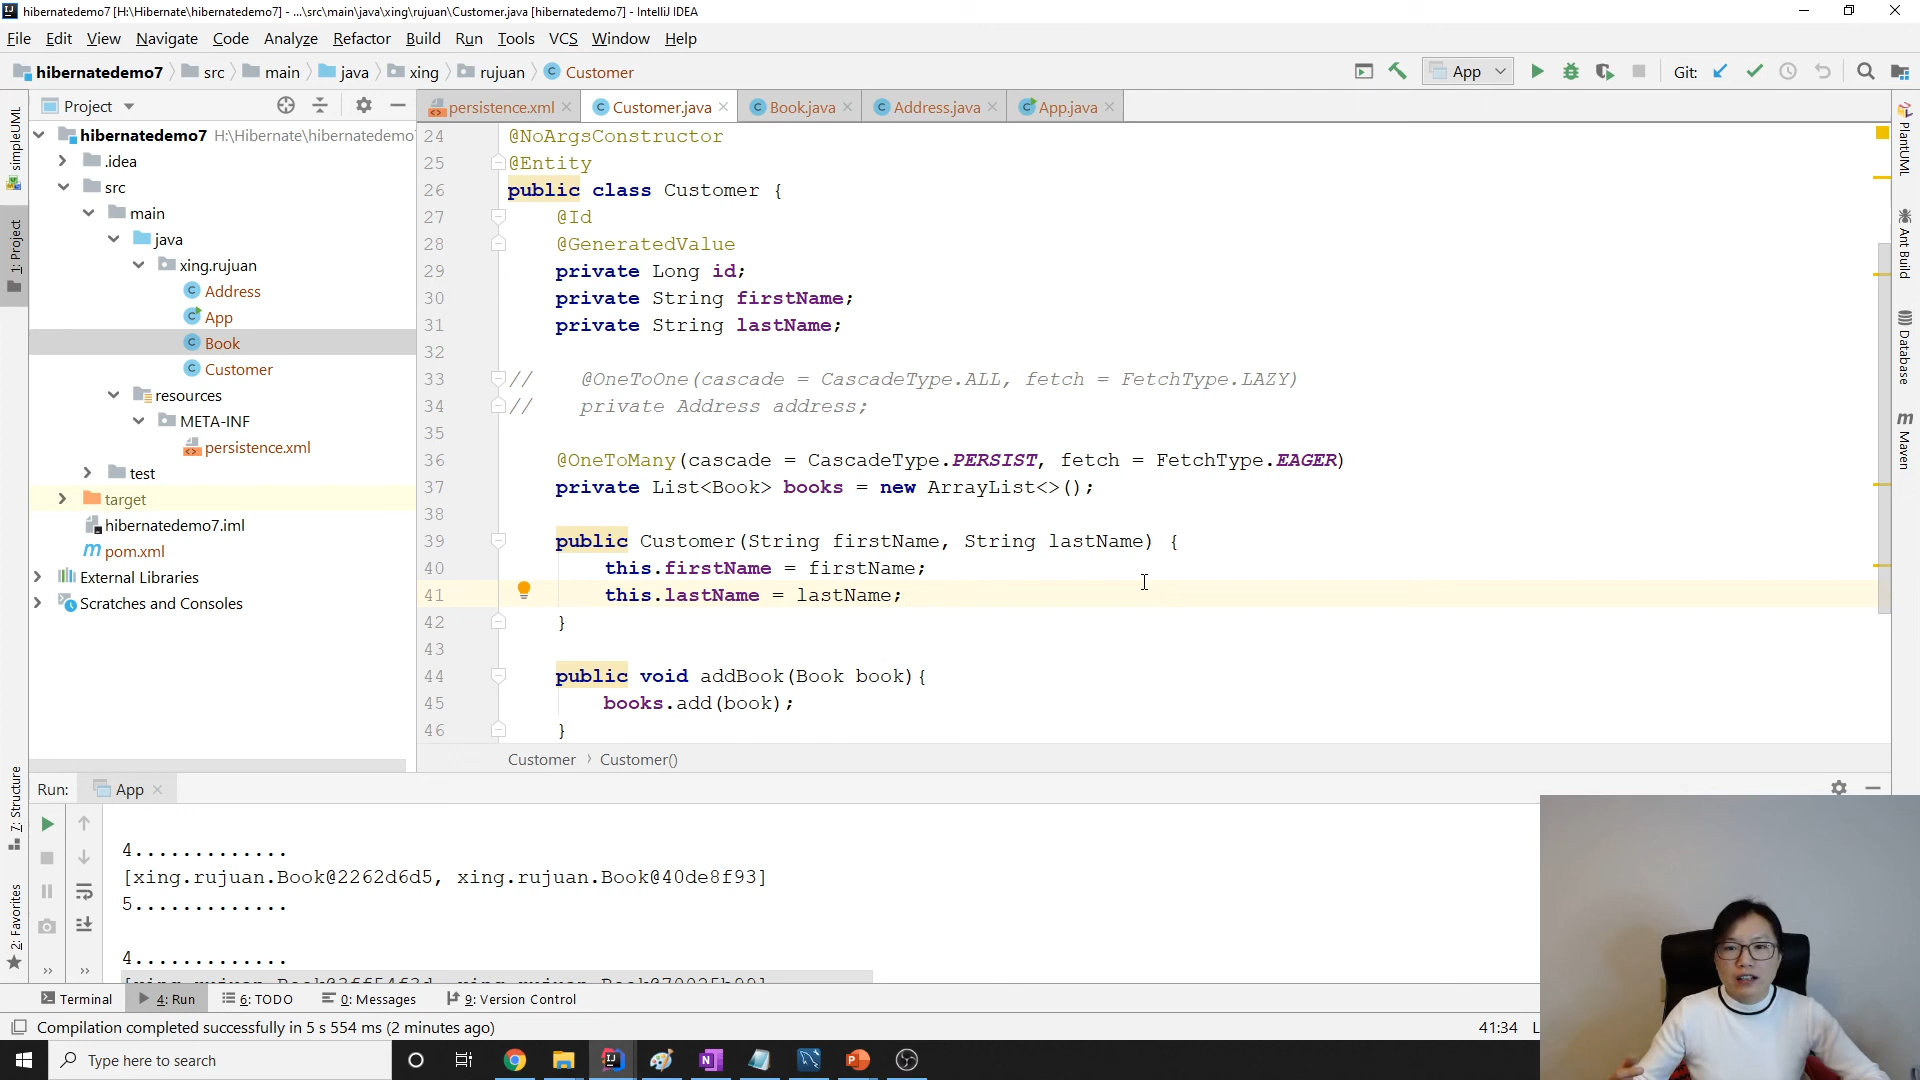 hibernatedemo7 [H:\Hibernate\hibernatedemo7] - ...\src\main\java\xing\rujuan\Customer.java [hibernatedemo7] - IntelliJ IDEA
File Edit View Navigate Code Analyze Refactor Build Run Tools VCS Window Help
hibernatedemo7 src main java xing rujuan Customer App Git:
Project persistence.xml Customer.java Book.java Address.java App.java
simpleUML
1: Project
7: Structure
2: Favorites
hibernatedemo7 H:\Hibernate\hibernatedemo
.idea
src
main
java
xing.rujuan
Address
App
Book
Customer
resources
META-INF
persistence.xml
test
target
hibernatedemo7.iml
pom.xml
External Libraries
Scratches and Consoles
24 @NoArgsConstructor
25 @Entity
26 public class Customer {
27 @Id
28 @GeneratedValue
29 private Long id;
30 private String firstName;
31 private String lastName;
32
33 // @OneToOne(cascade = CascadeType.ALL, fetch = FetchType.LAZY)
34 // private Address address;
35
36 @OneToMany(cascade = CascadeType.PERSIST, fetch = FetchType.EAGER)
37 private List<Book> books = new ArrayList<>();
38
39 public Customer(String firstName, String lastName) {
40 this.firstName = firstName;
41 this.lastName = lastName;
42 }
43
44 public void addBook(Book book){
45 books.add(book);
46 }
Customer › Customer()
PlantUML
Ant Build
Database
Maven
Run: App
4.............
[xing.rujuan.Book@2262d6d5, xing.rujuan.Book@40de8f93]
5.............
4.............
Terminal 4: Run 6: TODO 0: Messages 9: Version Control
Compilation completed successfully in 5 s 554 ms (2 minutes ago) 41:34
Type here to search